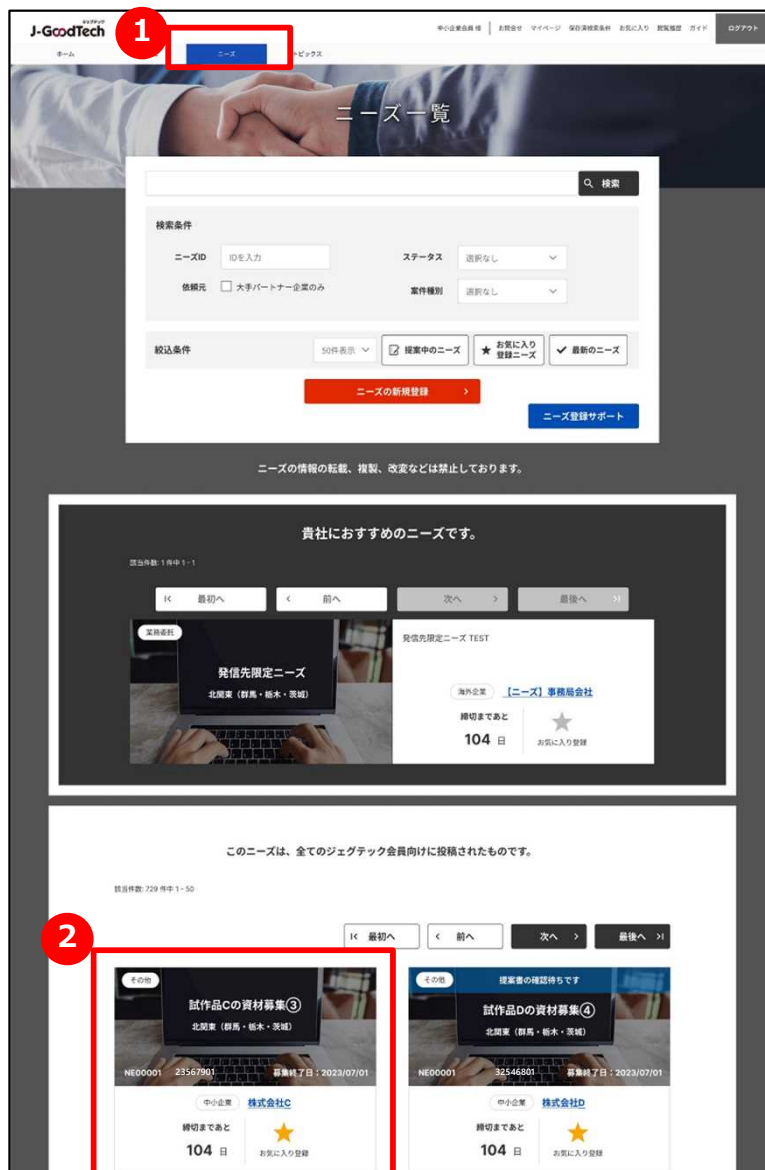 ジェグテック
J-GoodTech
1
中小企業会員 様 お問合せ マイページ 保存済検索条件 お気に入り 閲覧履歴 ガイド ログアウト
ホーム ニーズ トピックス
ニーズ一覧
検索
検索条件
ニーズID IDを入力 ステータス 選択なし
依頼元 大手パートナー企業のみ 案件種別 選択なし
絞込条件 50件表示 提案中のニーズ お気に入り登録ニーズ 最新のニーズ
ニーズの新規登録
ニーズ登録サポート
ニーズの情報の転載、複製、改変などは禁止しております。
貴社におすすめのニーズです。
該当件数: 1 件中 1 - 1
最初へ 前へ 次へ 最後へ
業務委託
発信先限定ニーズ
北関東（群馬・栃木・茨城）
発信先限定ニーズ TEST
海外企業 【ニーズ】事務局会社
締切まであと
104 日 お気に入り登録
このニーズは、全てのジェグテック会員向けに投稿されたものです。
該当件数: 729 件中 1 - 50
2
最初へ 前へ 次へ 最後へ
その他
試作品Cの資材募集③
北関東（群馬・栃木・茨城）
NE00001 23567901 募集終了日：2023/07/01
中小企業 株式会社C
締切まであと
104 日 お気に入り登録
その他 提案書の確認待ちです
試作品Dの資材募集④
北関東（群馬・栃木・茨城）
NE00001 32546801 募集終了日：2023/07/01
中小企業 株式会社D
締切まであと
104 日 お気に入り登録